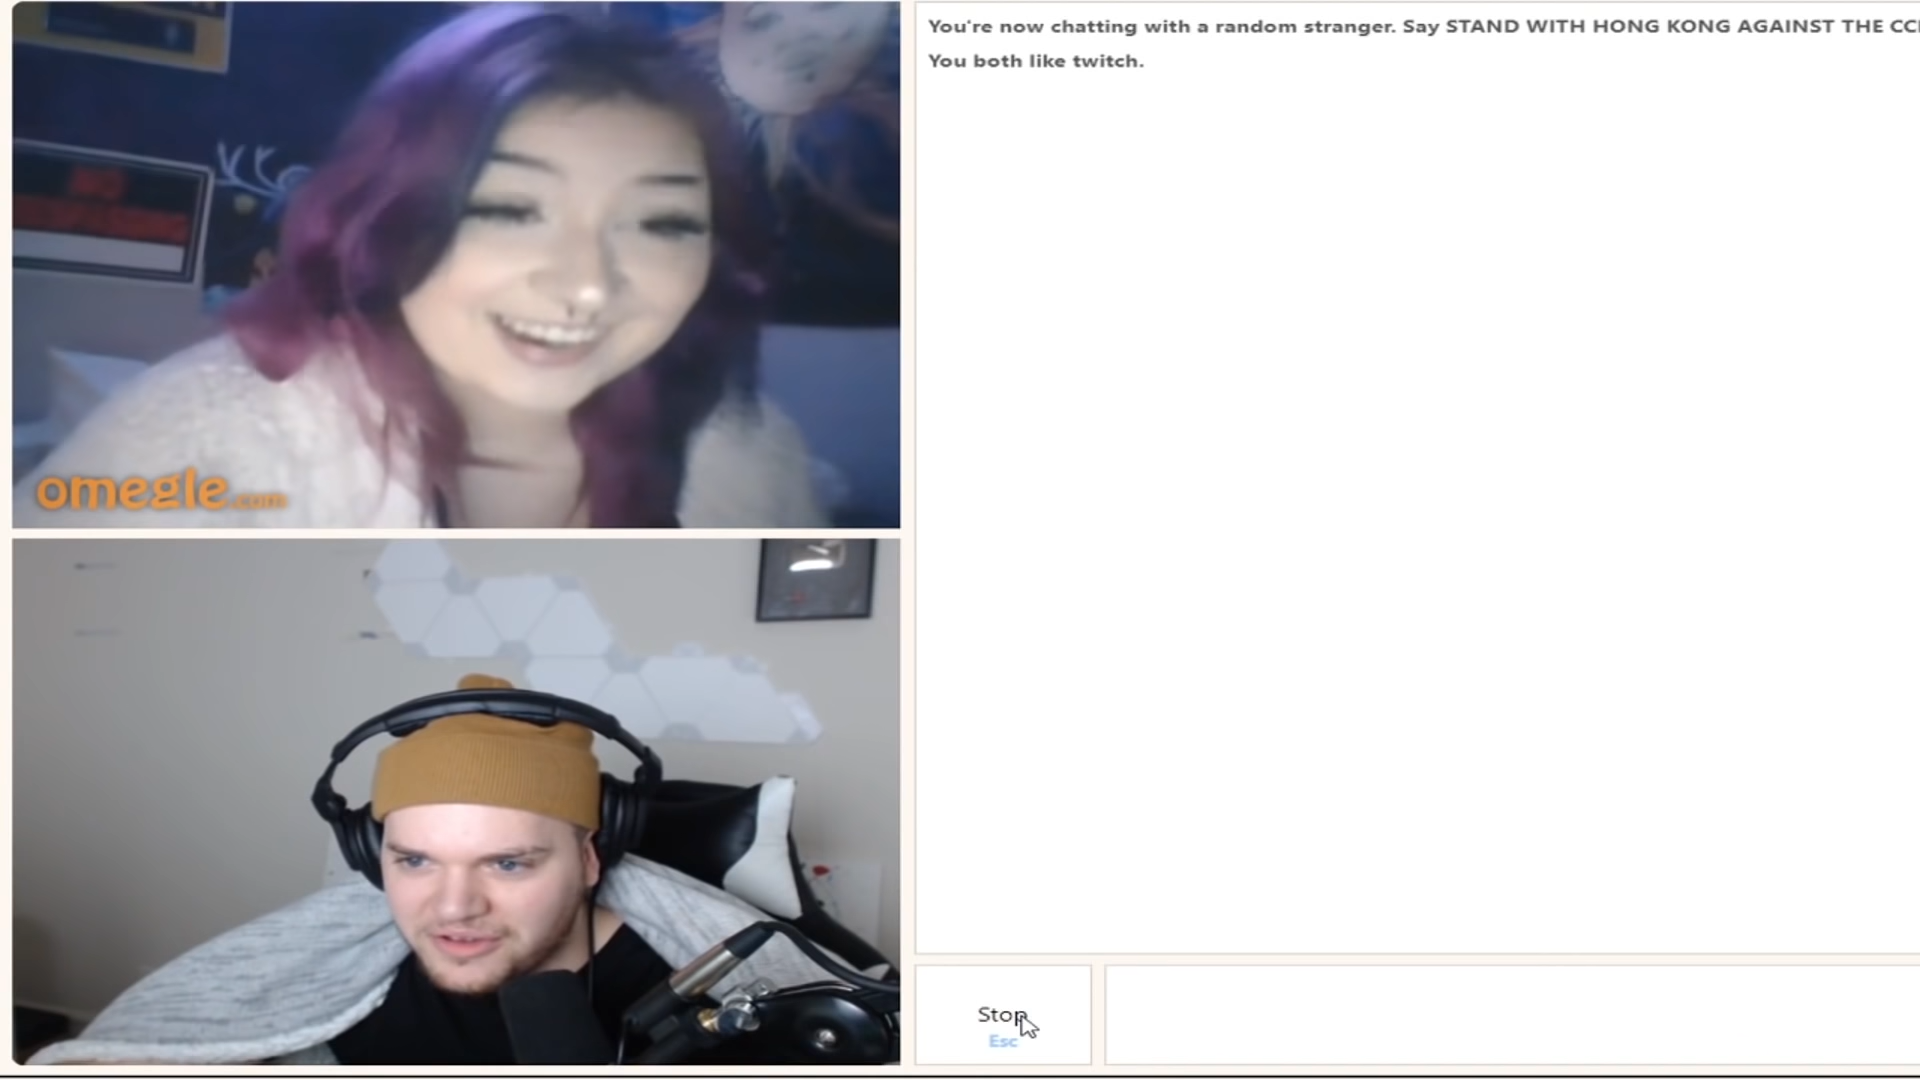 You're now chatting with a random stranger. Say STAND WITH HONG KONG AGAINST THE
You both like twitch.
omegle.com
Stop
Esc